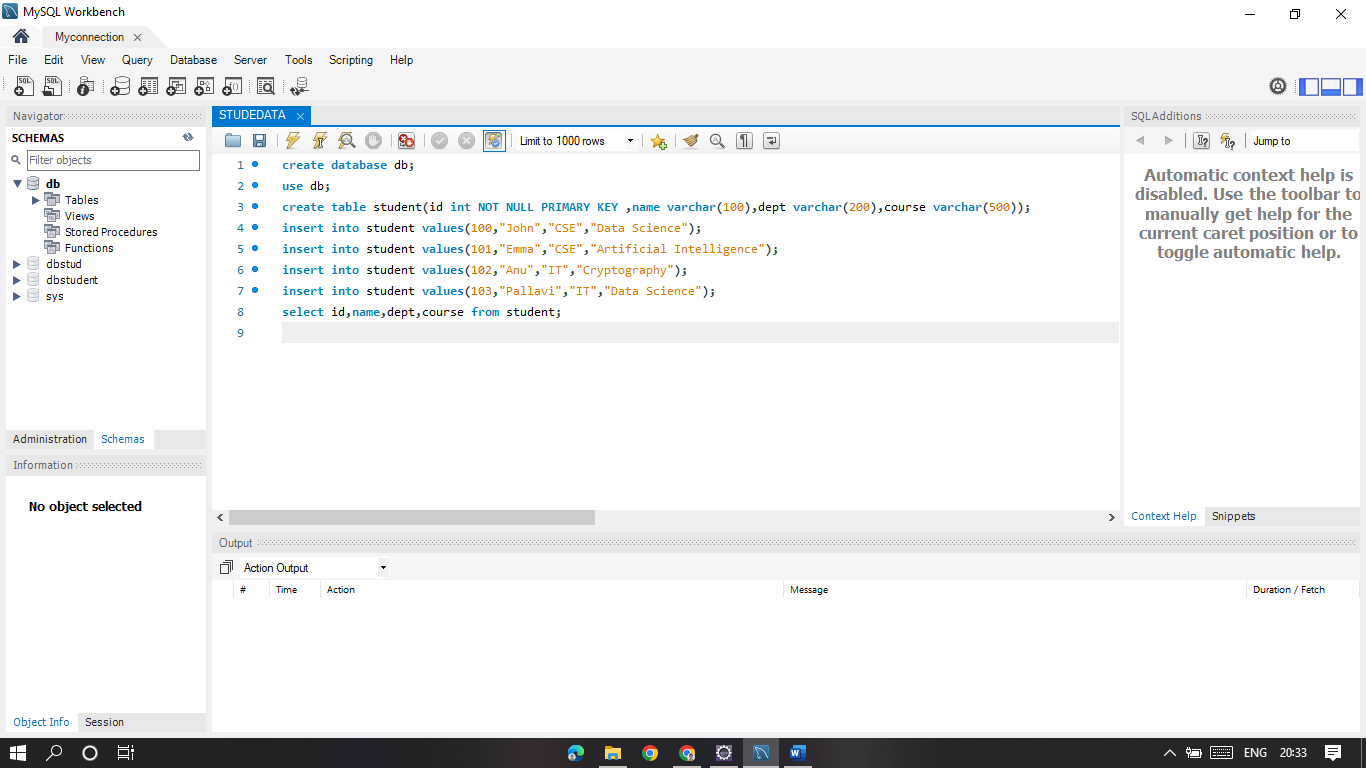 MySQL Workbench
Myconnection
File Edit View Query Database Server Tools Scripting Help
Navigator
SCHEMAS
Filter objects
db
Tables
Views
Stored Procedures
Functions
dbstud
dbstudent
sys
Administration Schemas
Information
No object selected
Object Info Session
STUDEDATA
Limit to 1000 rows
1 create database db;
2 use db;
3 create table student(id int NOT NULL PRIMARY KEY ,name varchar(100),dept varchar(200),course varchar(500));
4 insert into student values(100,"John","CSE","Data Science");
5 insert into student values(101,"Emma","CSE","Artificial Intelligence");
6 insert into student values(102,"Anu","IT","Cryptography");
7 insert into student values(103,"Pallavi","IT","Data Science");
8 select id,name,dept,course from student;
9
SQLAdditions
Jump to
Automatic context help is
disabled. Use the toolbar to
manually get help for the
current caret position or to
toggle automatic help.
Context Help Snippets
Output
Action Output
# Time Action Message Duration / Fetch
ENG 20:33